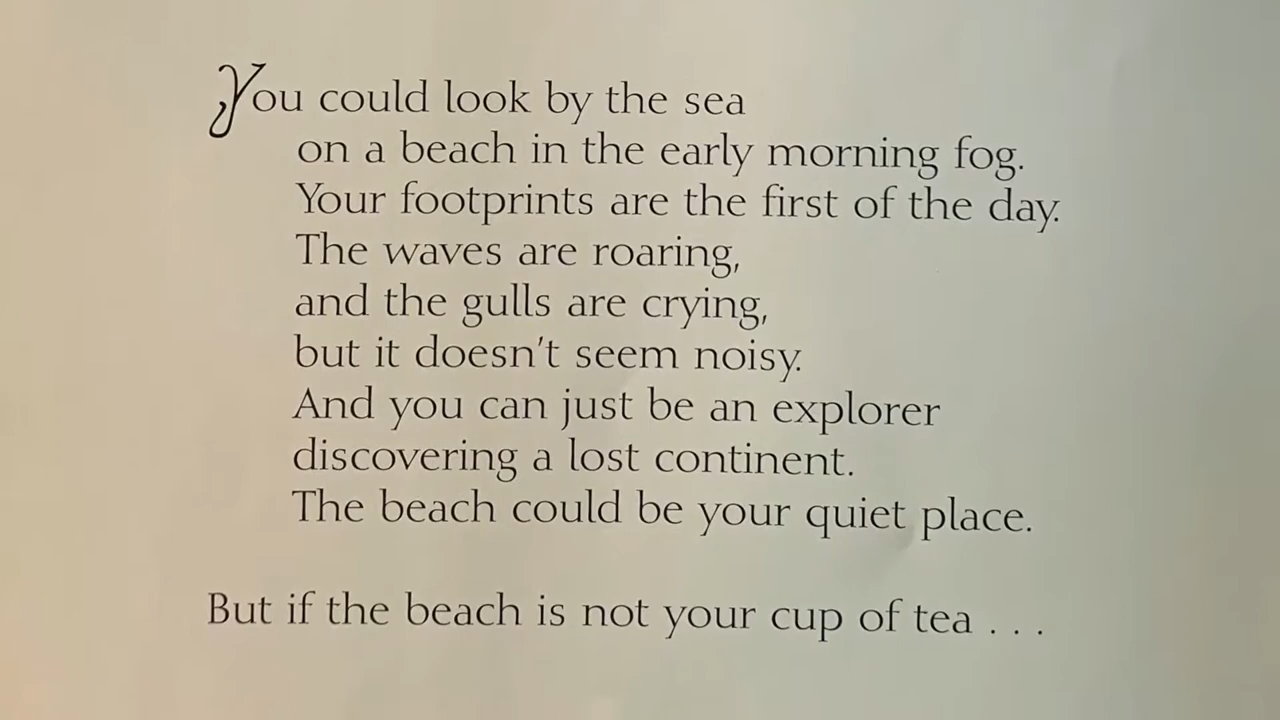 You could look by the sea
on a beach in the early morning fog.
Your footprints are the first of the day.
The waves are roaring,
and the gulls are crying,
but it doesn't seem noisy.
And you can just be an explorer
discovering a lost continent.
The beach could be your quiet place.
But if the beach is not your cup of tea . . .